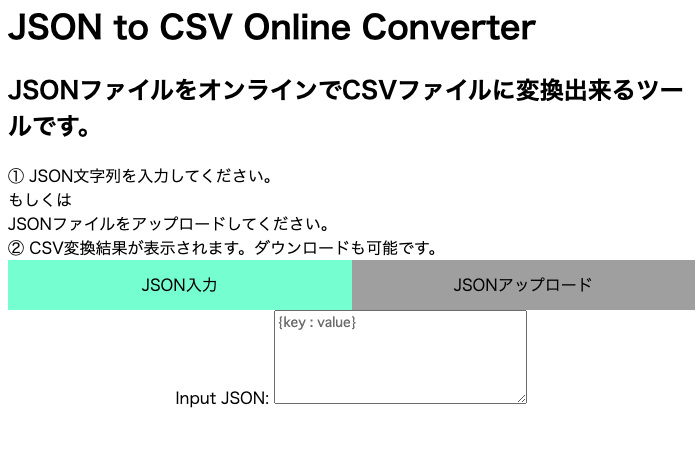 JSON to CSV Online Converter
JSONファイルをオンラインでCSVファイルに変換出来るツー
ルです。
① JSON文字列を入力してください。
もしくは
JSONファイルをアップロードしてください。
② CSV変換結果が表示されます。ダウンロードも可能です。
JSON入力 JSONアップロード
{key : value}
Input JSON: